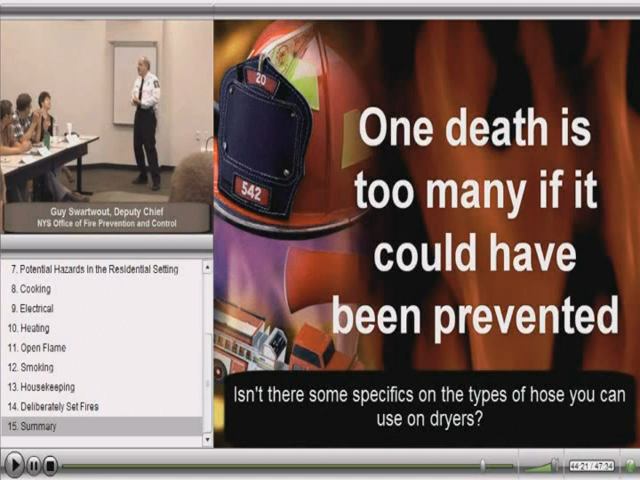 Guy Swartwout, Deputy Chief
NYS Office of Fire Prevention and Control
7. Potential Hazards in the Residential Setting
8. Cooking
9. Electrical
10. Heating
11. Open Flame
12. Smoking
13. Housekeeping
14. Deliberately Set Fires
15. Summary
20
542
One death is
too many if it
could have
been prevented
Isn't there some specifics on the types of hose you can
use on dryers?
44:21 / 47:34